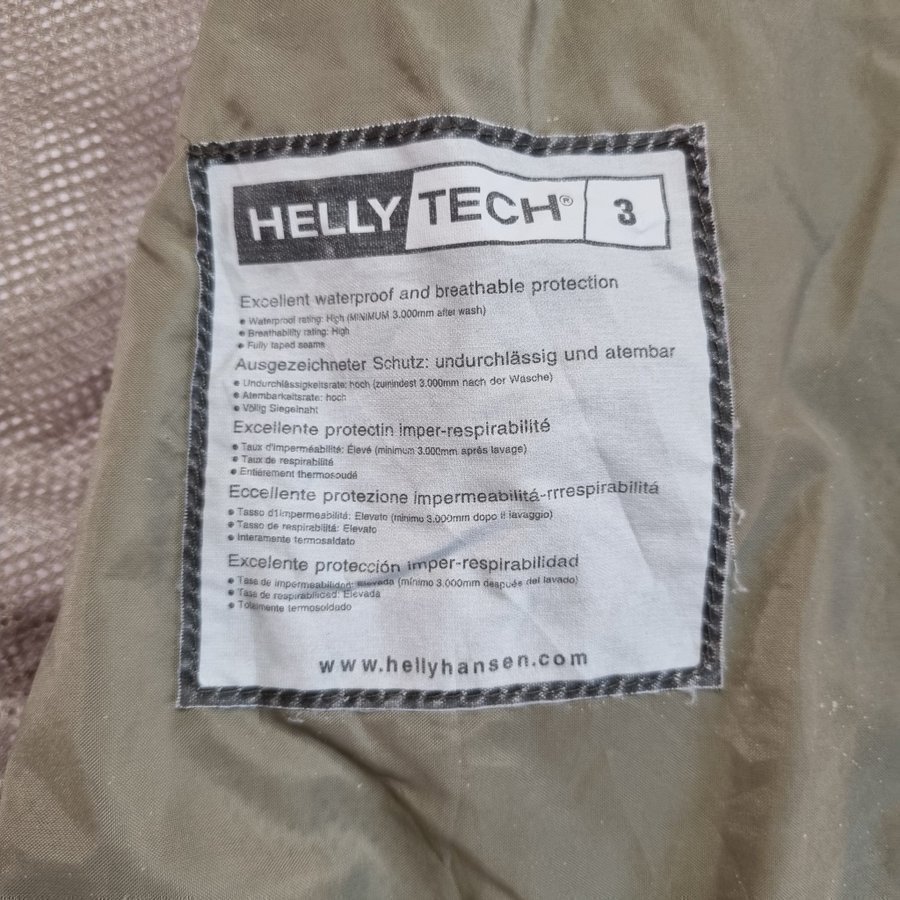 HELLY TECH® 3
Excellent waterproof and breathable protection
• Waterproof rating: High (MINIMUM 3.000mm after wash)
• Breathability rating: High
• Fully taped seams
Ausgezeichneter Schutz: undurchlässig und atembar
• Undurchlässigkeitsrate: hoch (zumindest 3.000mm nach der Wäsche)
• Atembarkeitsrate: hoch
• Völlig Siegelnaht
Excellente protectin imper-respirabilité
• Taux d'imperméabilité: Élevé (minimum 3.000mm aprés lavage)
• Taux de respirabilité
• Entiérement thermosoudé
Eccellente protezione impermeabilitá-rrrespirabilitá
• Tasso d'impermeabilitá: Elevato (minimo 3.000mm dopo il lavaggio)
• Tasso de respirabilitá: Elevato
• Interamente termosaldato
Excelente protección imper-respirabilidad
• Tasa de impermeabilidad: Elevada (mínimo 3.000mm después del lavado)
• Tasa de respirabilidad: Elevada
• Totalmente termosoldado
www.hellyhansen.com